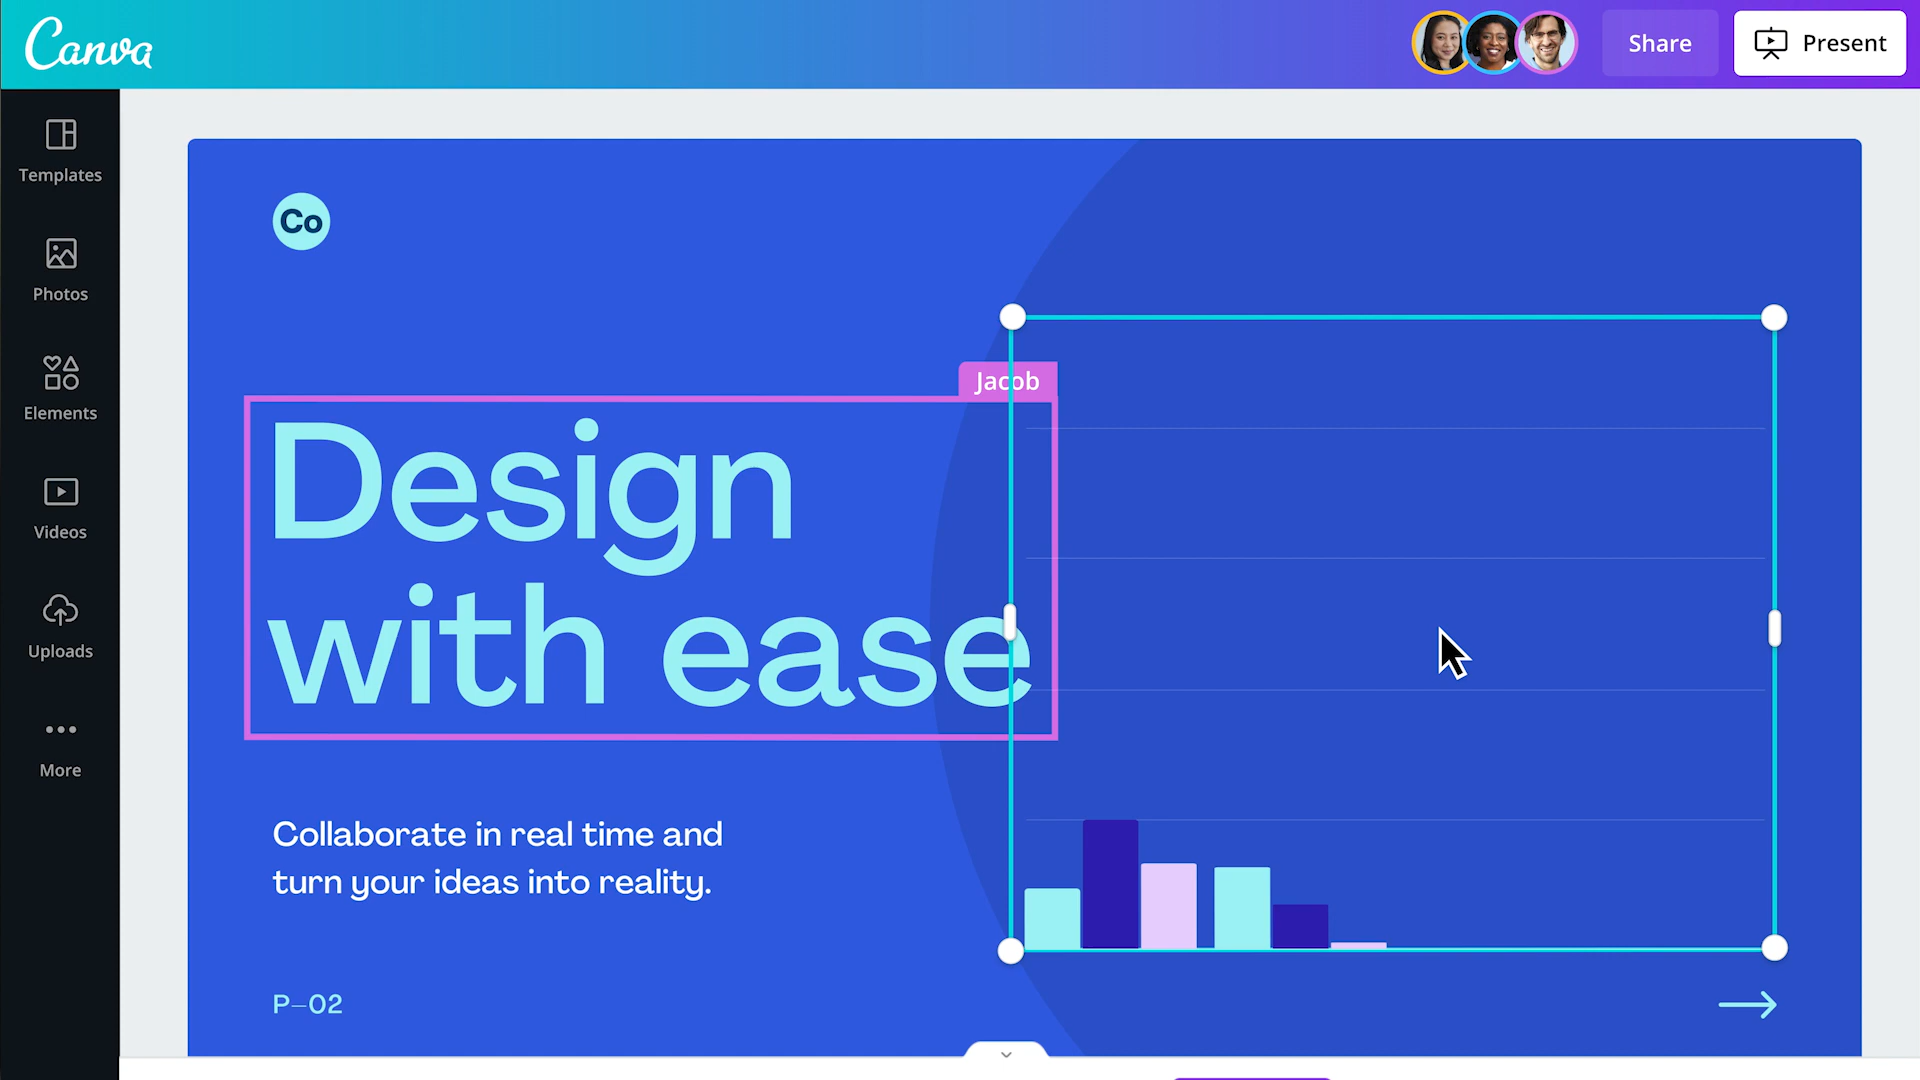 Canva
Share
Present
Templates
Photos
Elements
Videos
Uploads
More
Co
Jacob
Design
with ease
Collaborate in real time and
turn your ideas into reality.
P—02